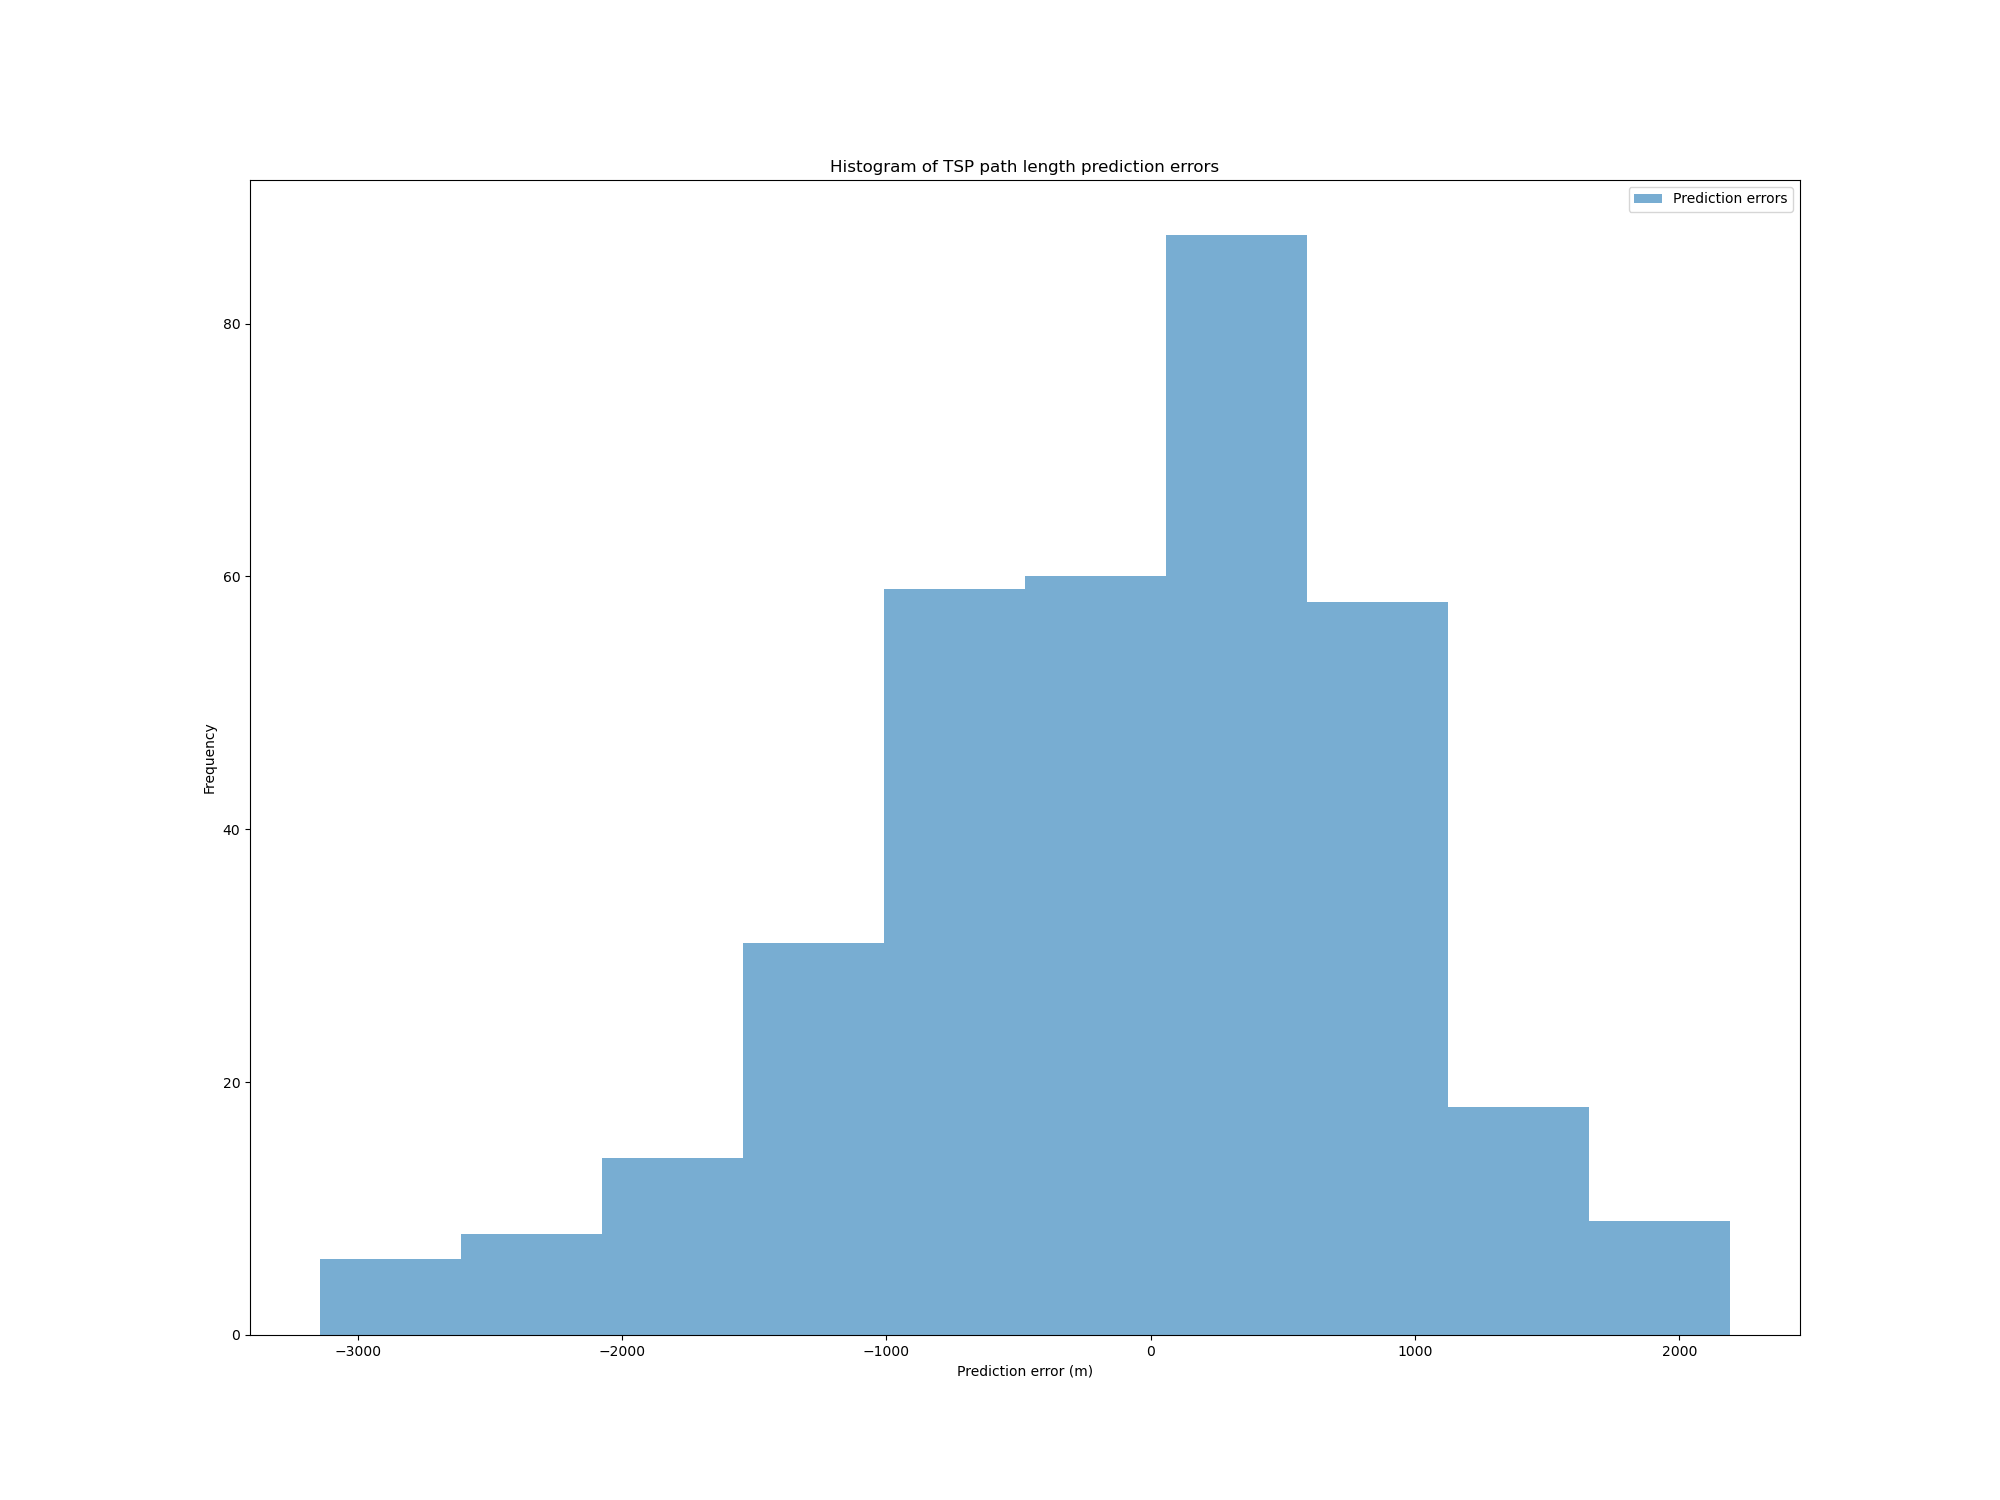 Histogram of TSP path length prediction errors
Prediction errors
80
60
40
20
0
Frequency
−3000
−2000
−1000
0
1000
2000
Prediction error (m)